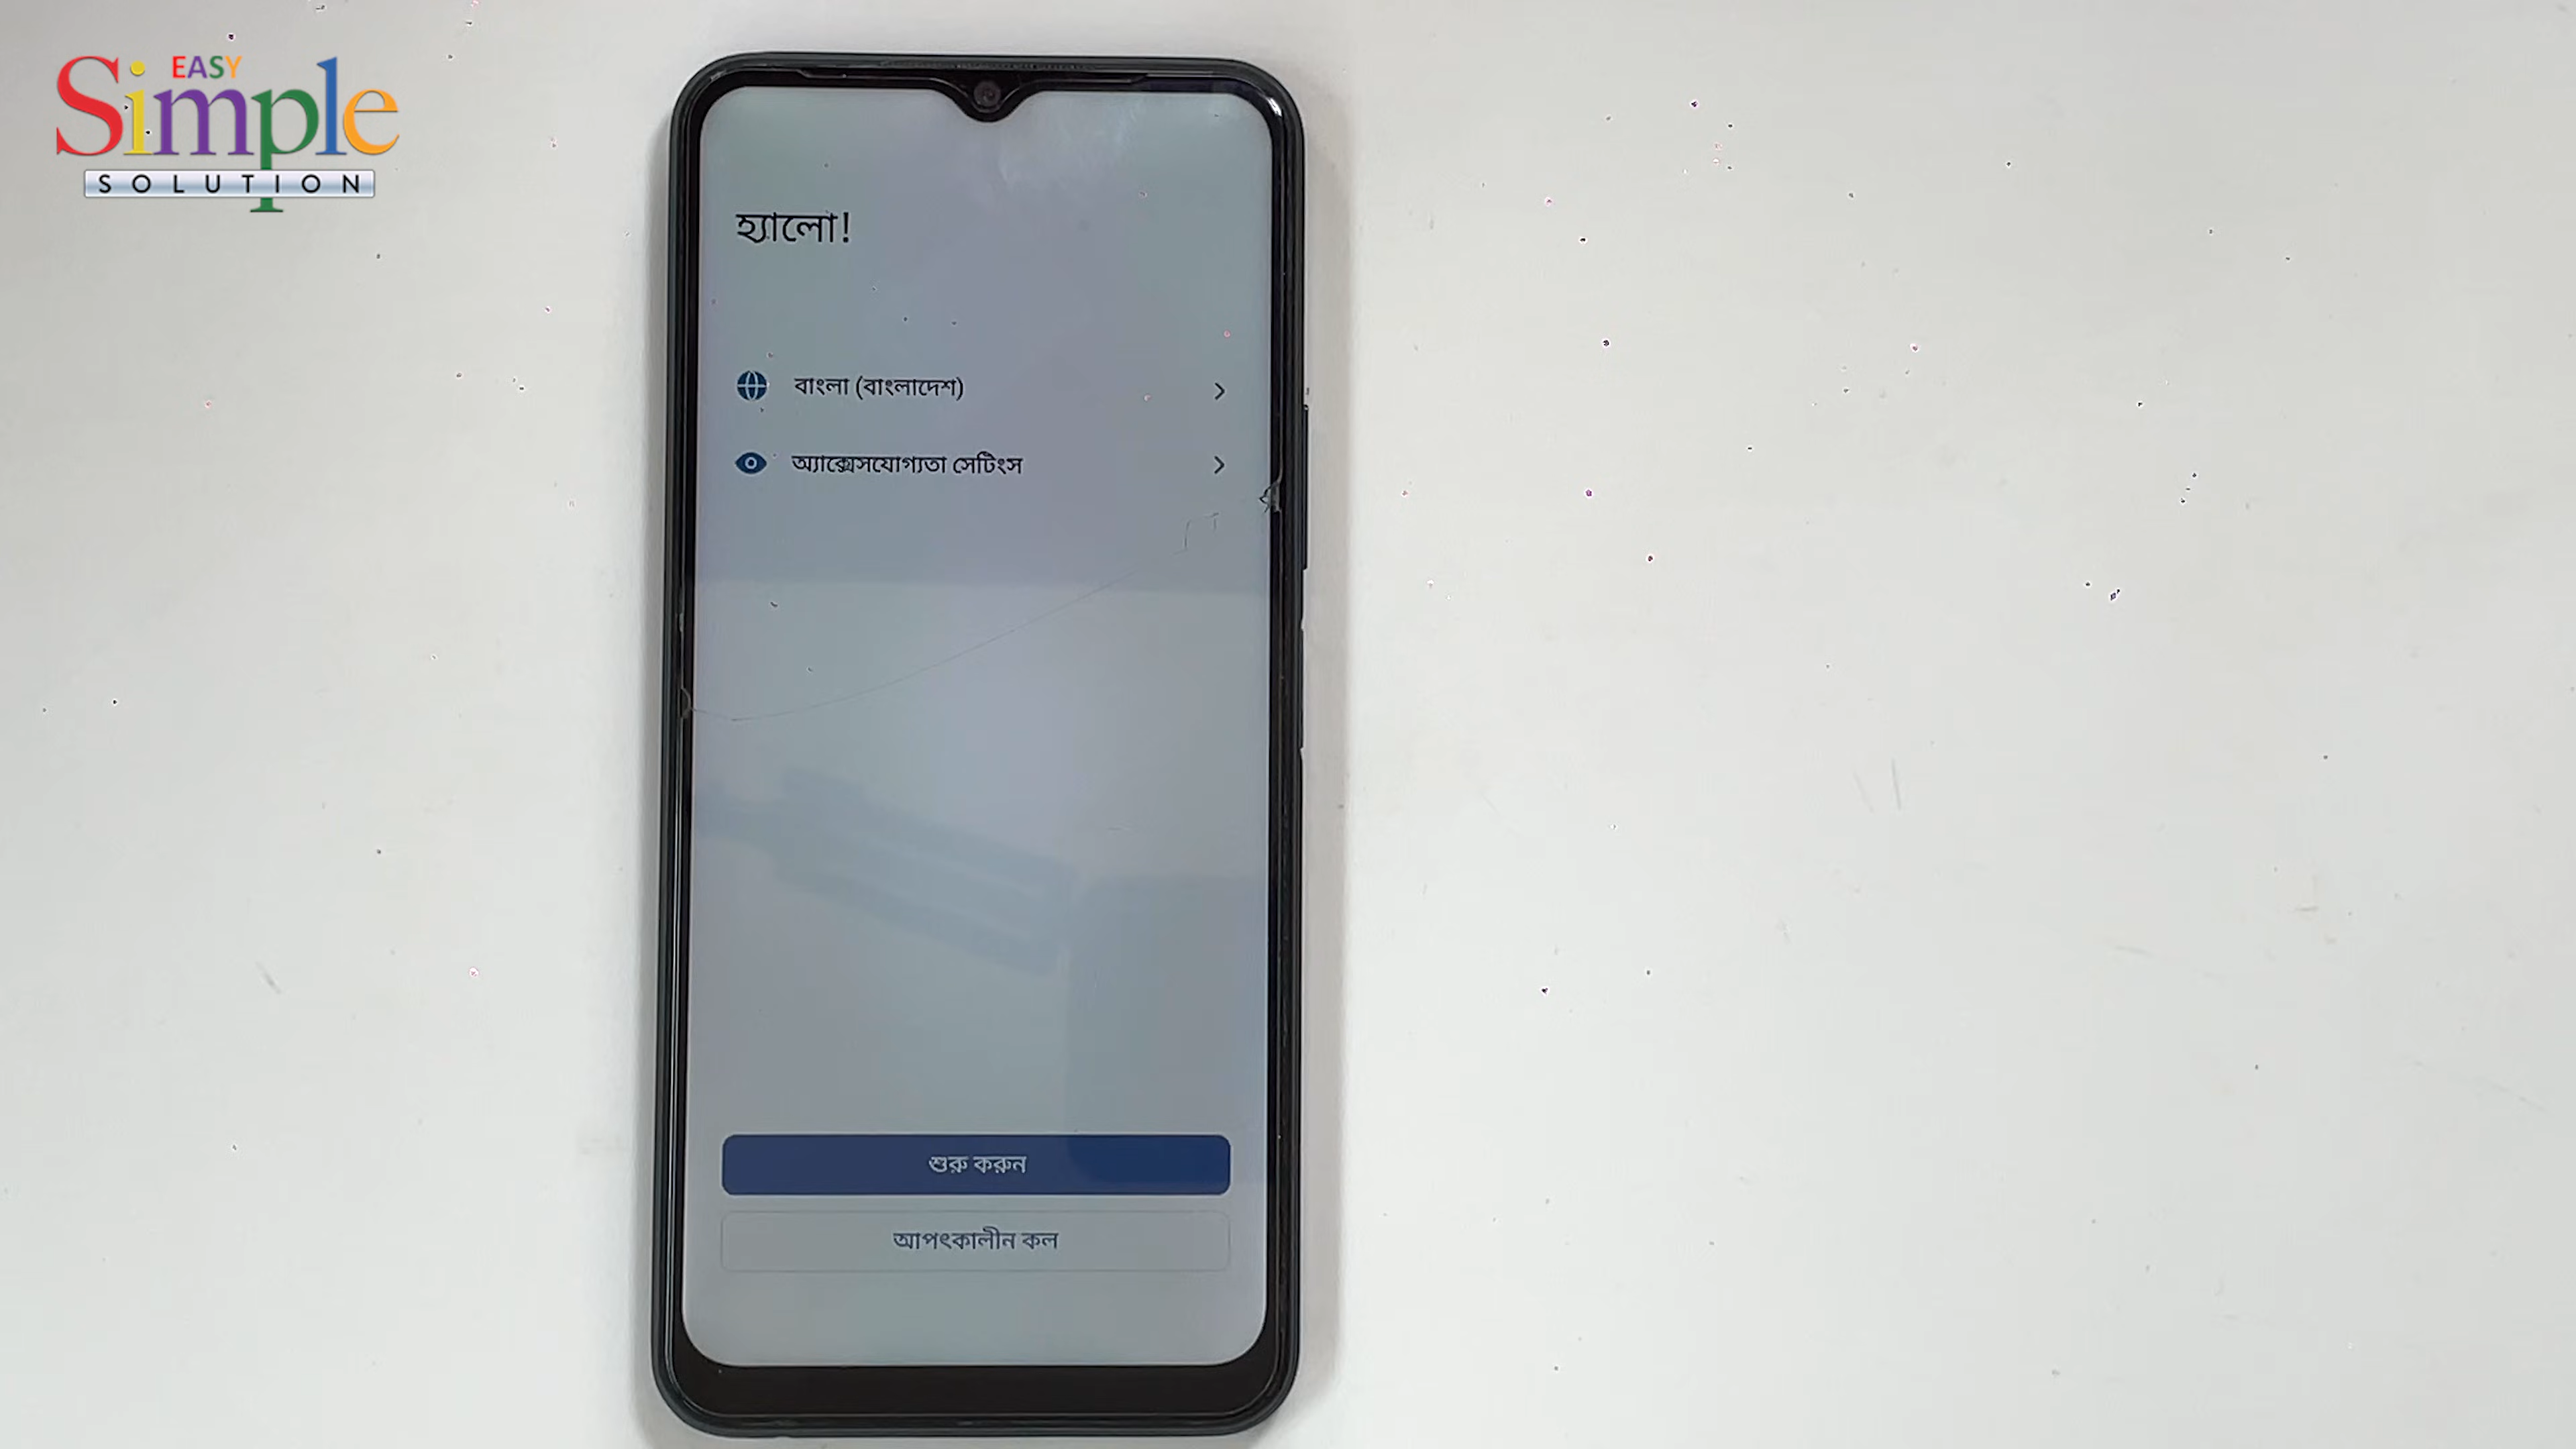 EASY
Simple
SOLUTION
হ্যালো!
বাংলা (বাংলাদেশ)
অ্যাক্সেসযোগ্যতা সেটিংস
শুরু করুন
আপৎকালীন কল